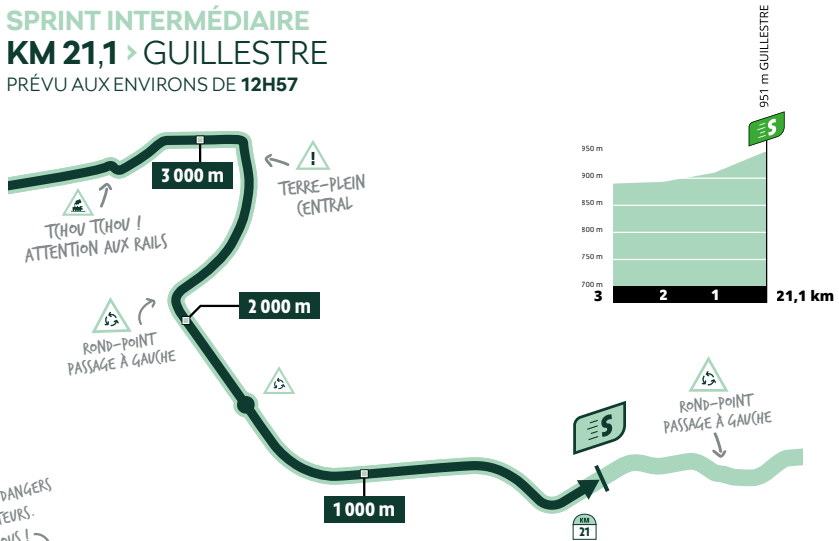 SPRINT INTERMÉDIAIRE
KM 21,1 > GUILLESTRE
PRÉVU AUX ENVIRONS DE 12H57
951 m GUILLESTRE
S
950 m
900 m
850 m
800 m
750 m
700 m
3 2 1 21,1 km
3 000 m
!
TERRE-PLEIN
CENTRAL
TCHOU TCHOU !
ATTENTION AUX RAILS
2 000 m
ROND-POINT
PASSAGE À GAUCHE
ROND-POINT
PASSAGE À GAUCHE
S
1 000 m
KM
21
DANGERS
TEURS.
OUS !